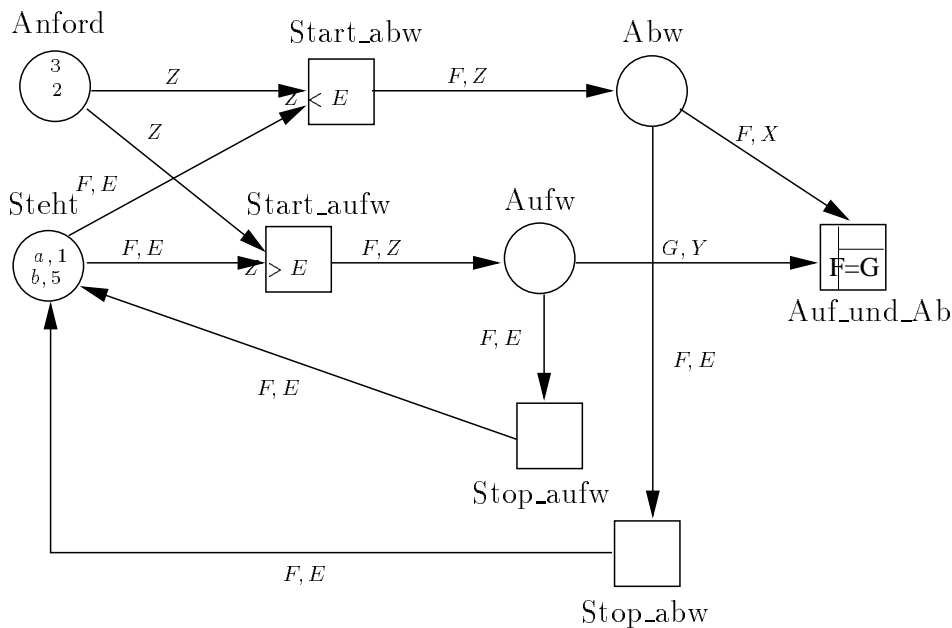 Anford
Start_abw
Abw
3
2
Z
Z < E
F, Z
Z
F, X
F, E
Steht
Start_aufw
Aufw
a, 1
b, 5
F, E
Z > E
F, Z
G, Y
F=G
Auf_und_Ab
F, E
F, E
F, E
Stop_aufw
F, E
Stop_abw